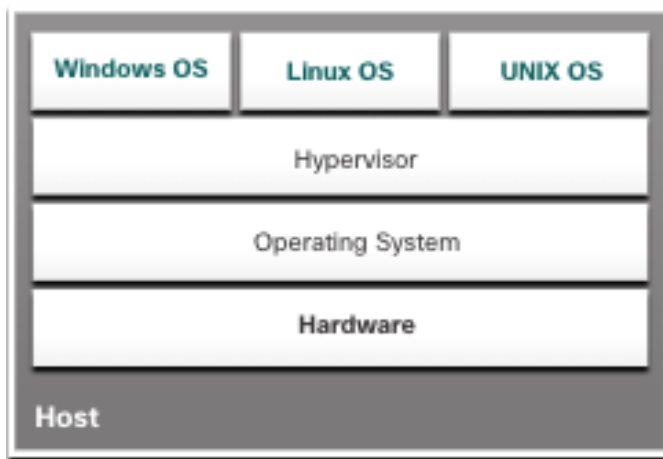 Windows OS
Linux OS
UNIX OS
Hypervisor
Operating System
Hardware
Host